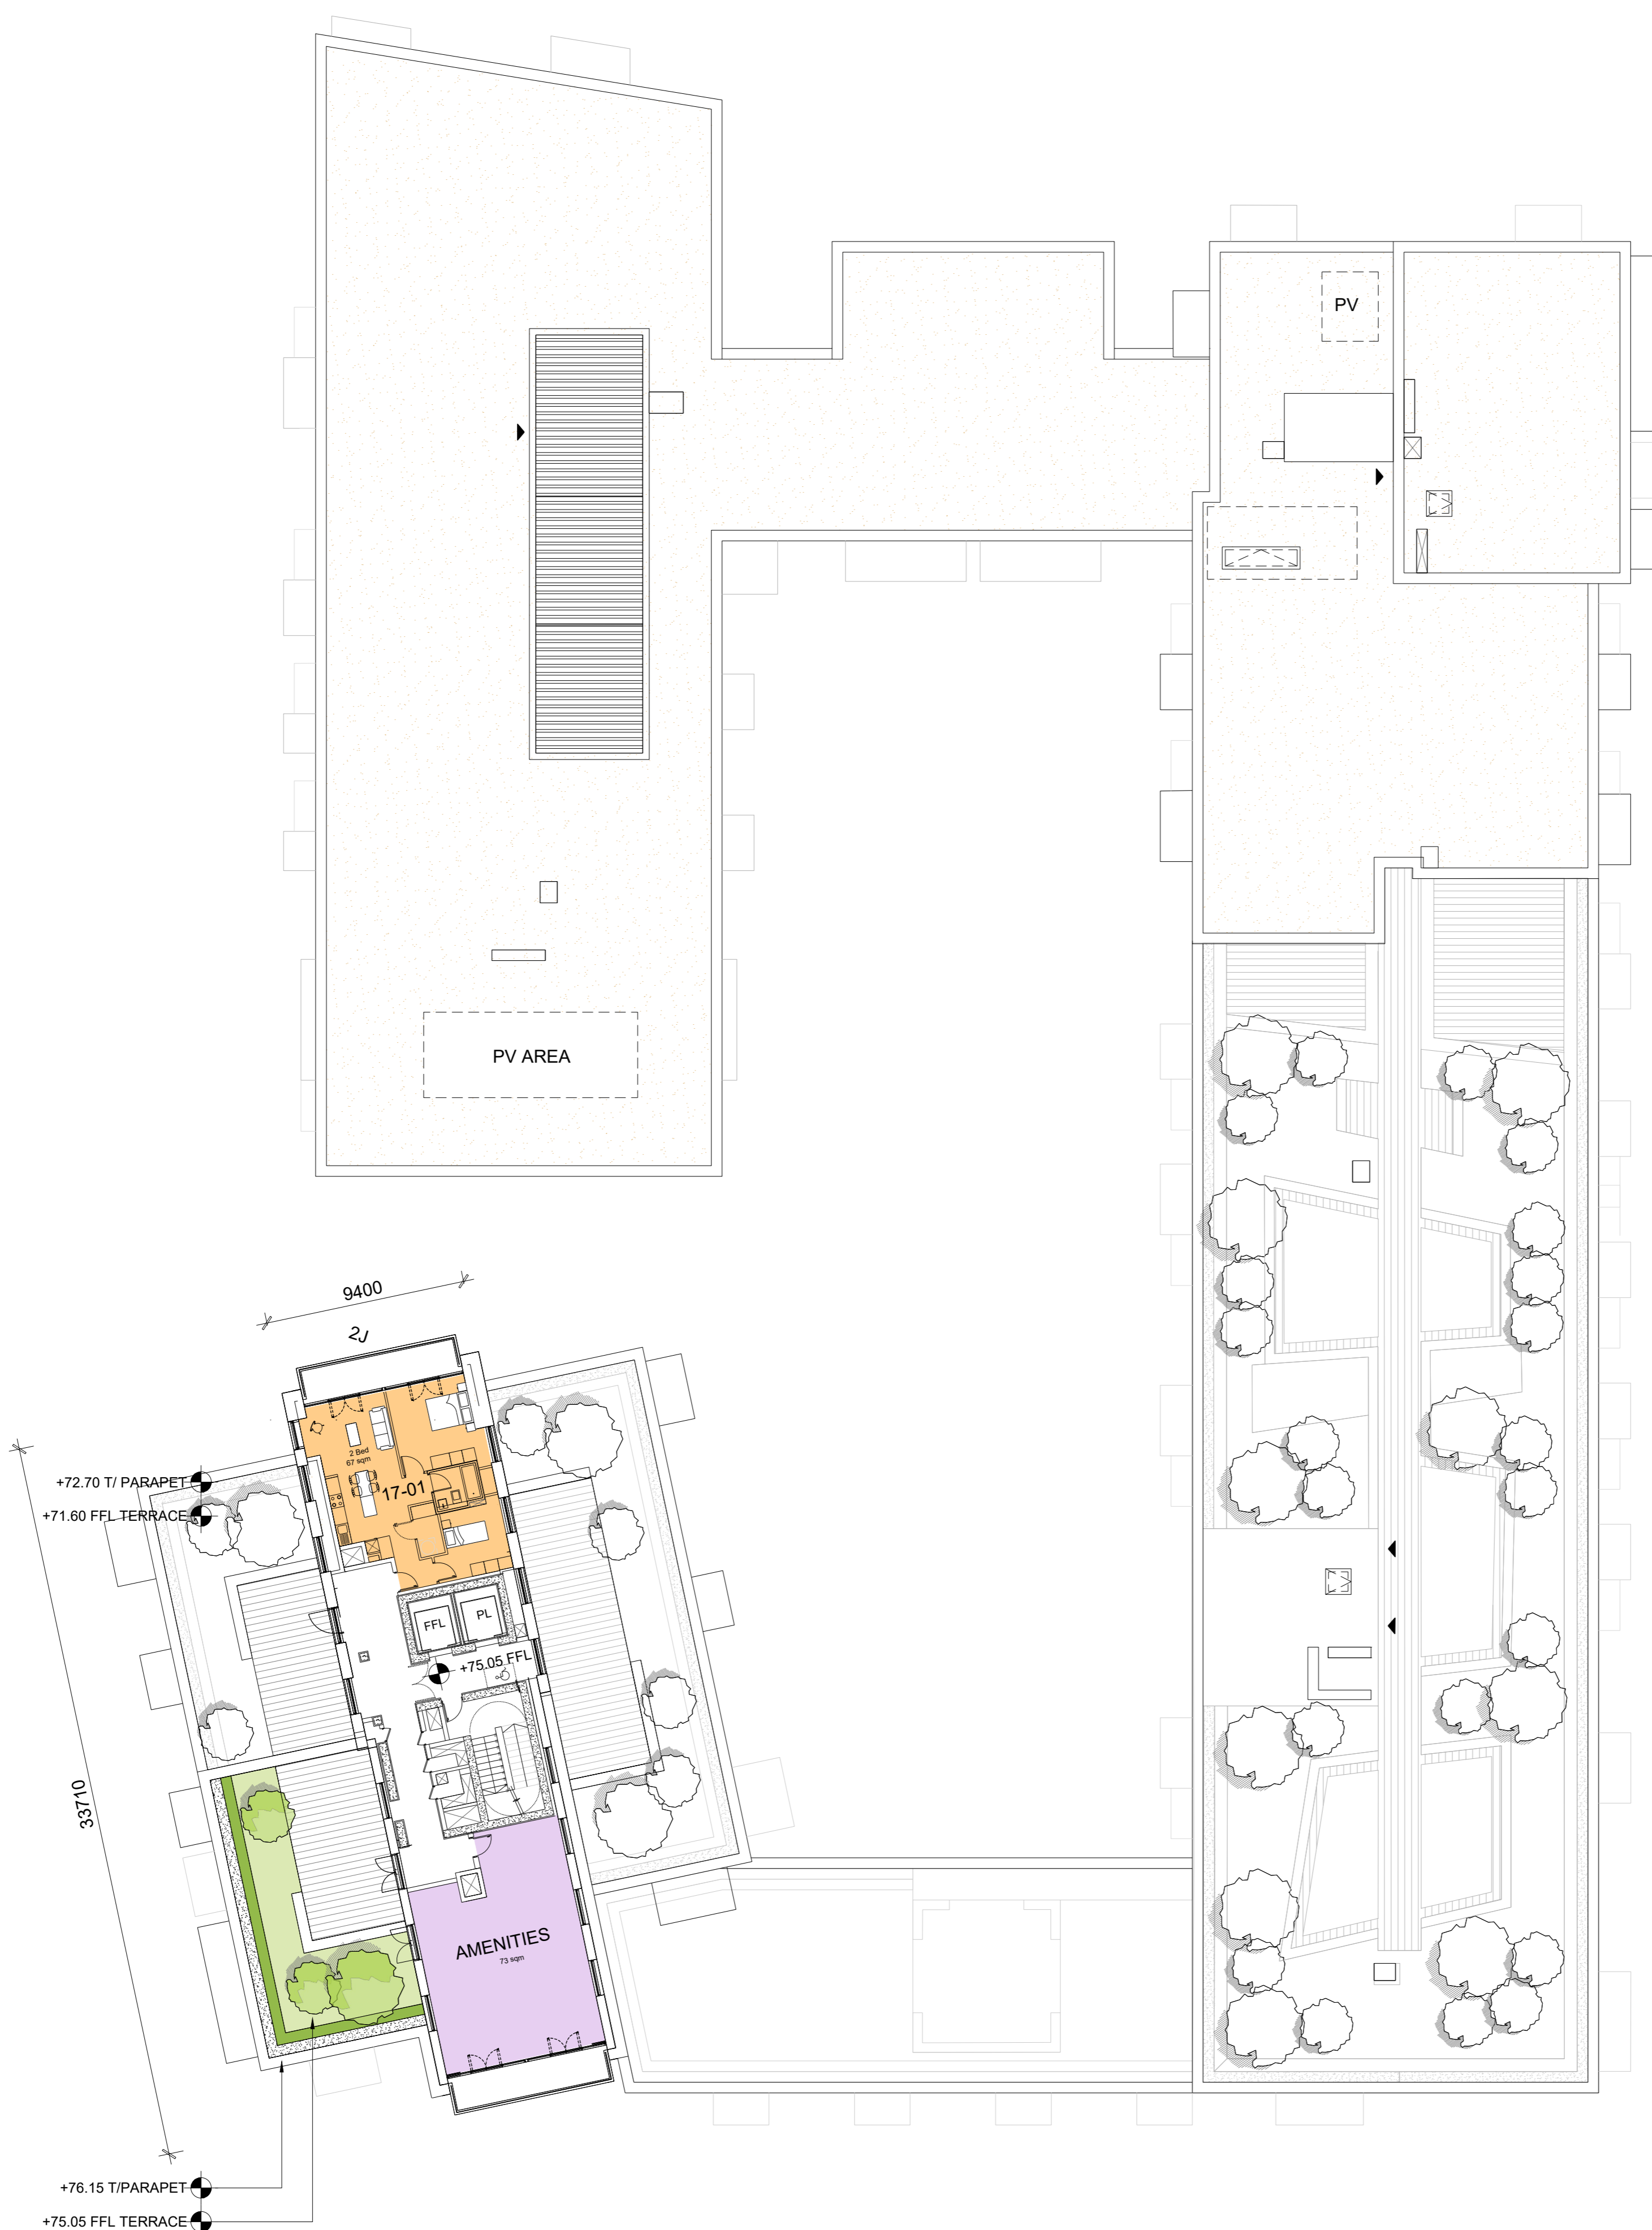 PV
PV AREA
9400
2J
+72.70 T/ PARAPET
+71.60 FFL TERRACE
2 Bed
67 sqm
17-01
FFL
PL
+75.05 FFL
33710
AMENITIES
73 sqm
+76.15 T/PARAPET
+75.05 FFL TERRACE